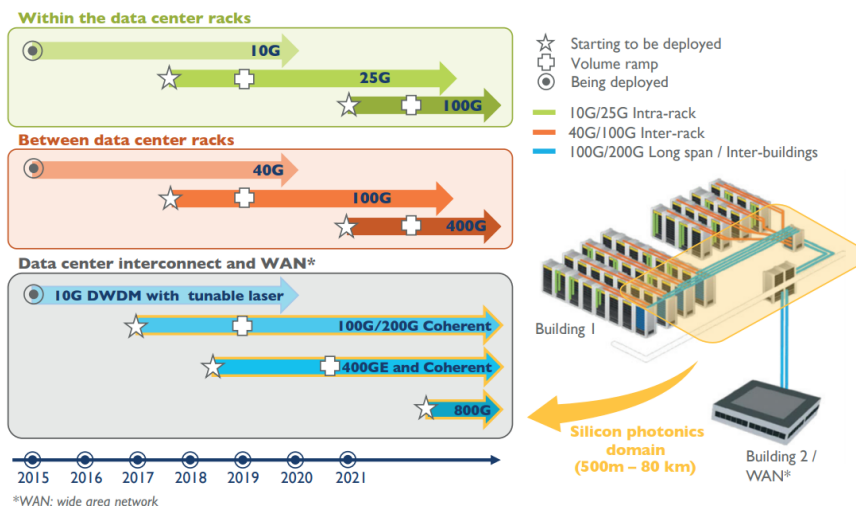 Within the data center racks
10G
25G
100G
Between data center racks
40G
100G
400G
Data center interconnect and WAN*
10G DWDM with tunable laser
100G/200G Coherent
400GE and Coherent
800G
2015 2016 2017 2018 2019 2020 2021
*WAN: wide area network
Starting to be deployed
Volume ramp
Being deployed
10G/25G Intra-rack
40G/100G Inter-rack
100G/200G Long span / Inter-buildings
Building 1
Silicon photonics
domain
(500m – 80 km)
Building 2 /
WAN*